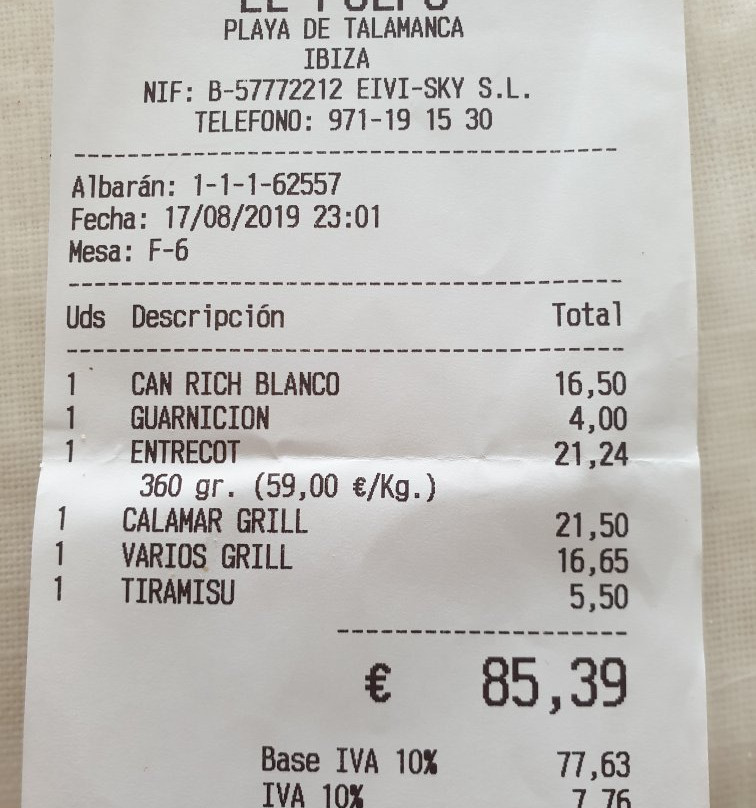 EL PULPO
PLAYA DE TALAMANCA
IBIZA
NIF: B-57772212 EIVI-SKY S.L.
TELEFONO: 971-19 15 30
Albarán: 1-1-1-62557
Fecha: 17/08/2019 23:01
Mesa: F-6
Uds Descripción Total
1 CAN RICH BLANCO 16,50
1 GUARNICION 4,00
1 ENTRECOT 21,24
360 gr. (59,00 €/Kg.)
1 CALAMAR GRILL 21,50
1 VARIOS GRILL 16,65
1 TIRAMISU 5,50
€ 85,39
Base IVA 10% 77,63
IVA 10% 7,76